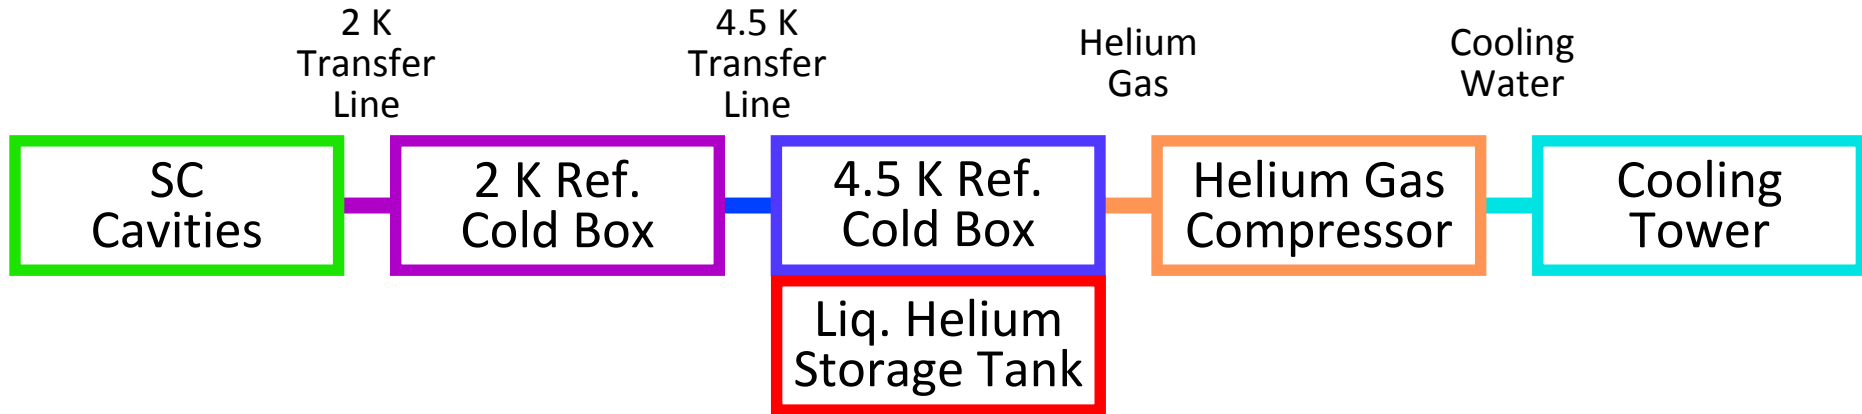 2 K
Transfer
Line
4.5 K
Transfer
Line
Helium
Gas
Cooling
Water
SC
Cavities
2 K Ref.
Cold Box
4.5 K Ref.
Cold Box
Helium Gas
Compressor
Cooling
Tower
Liq. Helium
Storage Tank